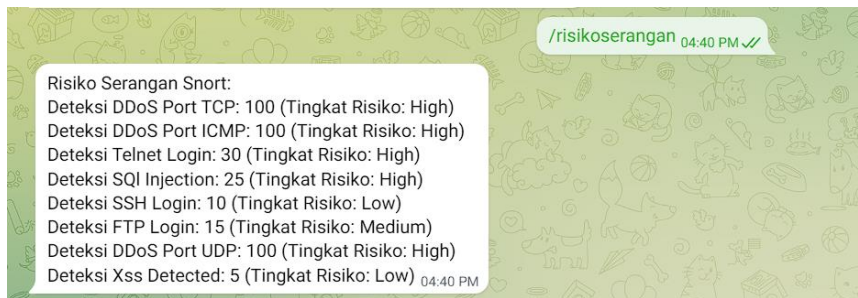 /risikoserangan 04:40 PM
Risiko Serangan Snort:
Deteksi DDoS Port TCP: 100 (Tingkat Risiko: High)
Deteksi DDoS Port ICMP: 100 (Tingkat Risiko: High)
Deteksi Telnet Login: 30 (Tingkat Risiko: High)
Deteksi SQl Injection: 25 (Tingkat Risiko: High)
Deteksi SSH Login: 10 (Tingkat Risiko: Low)
Deteksi FTP Login: 15 (Tingkat Risiko: Medium)
Deteksi DDoS Port UDP: 100 (Tingkat Risiko: High)
Deteksi Xss Detected: 5 (Tingkat Risiko: Low) 04:40 PM